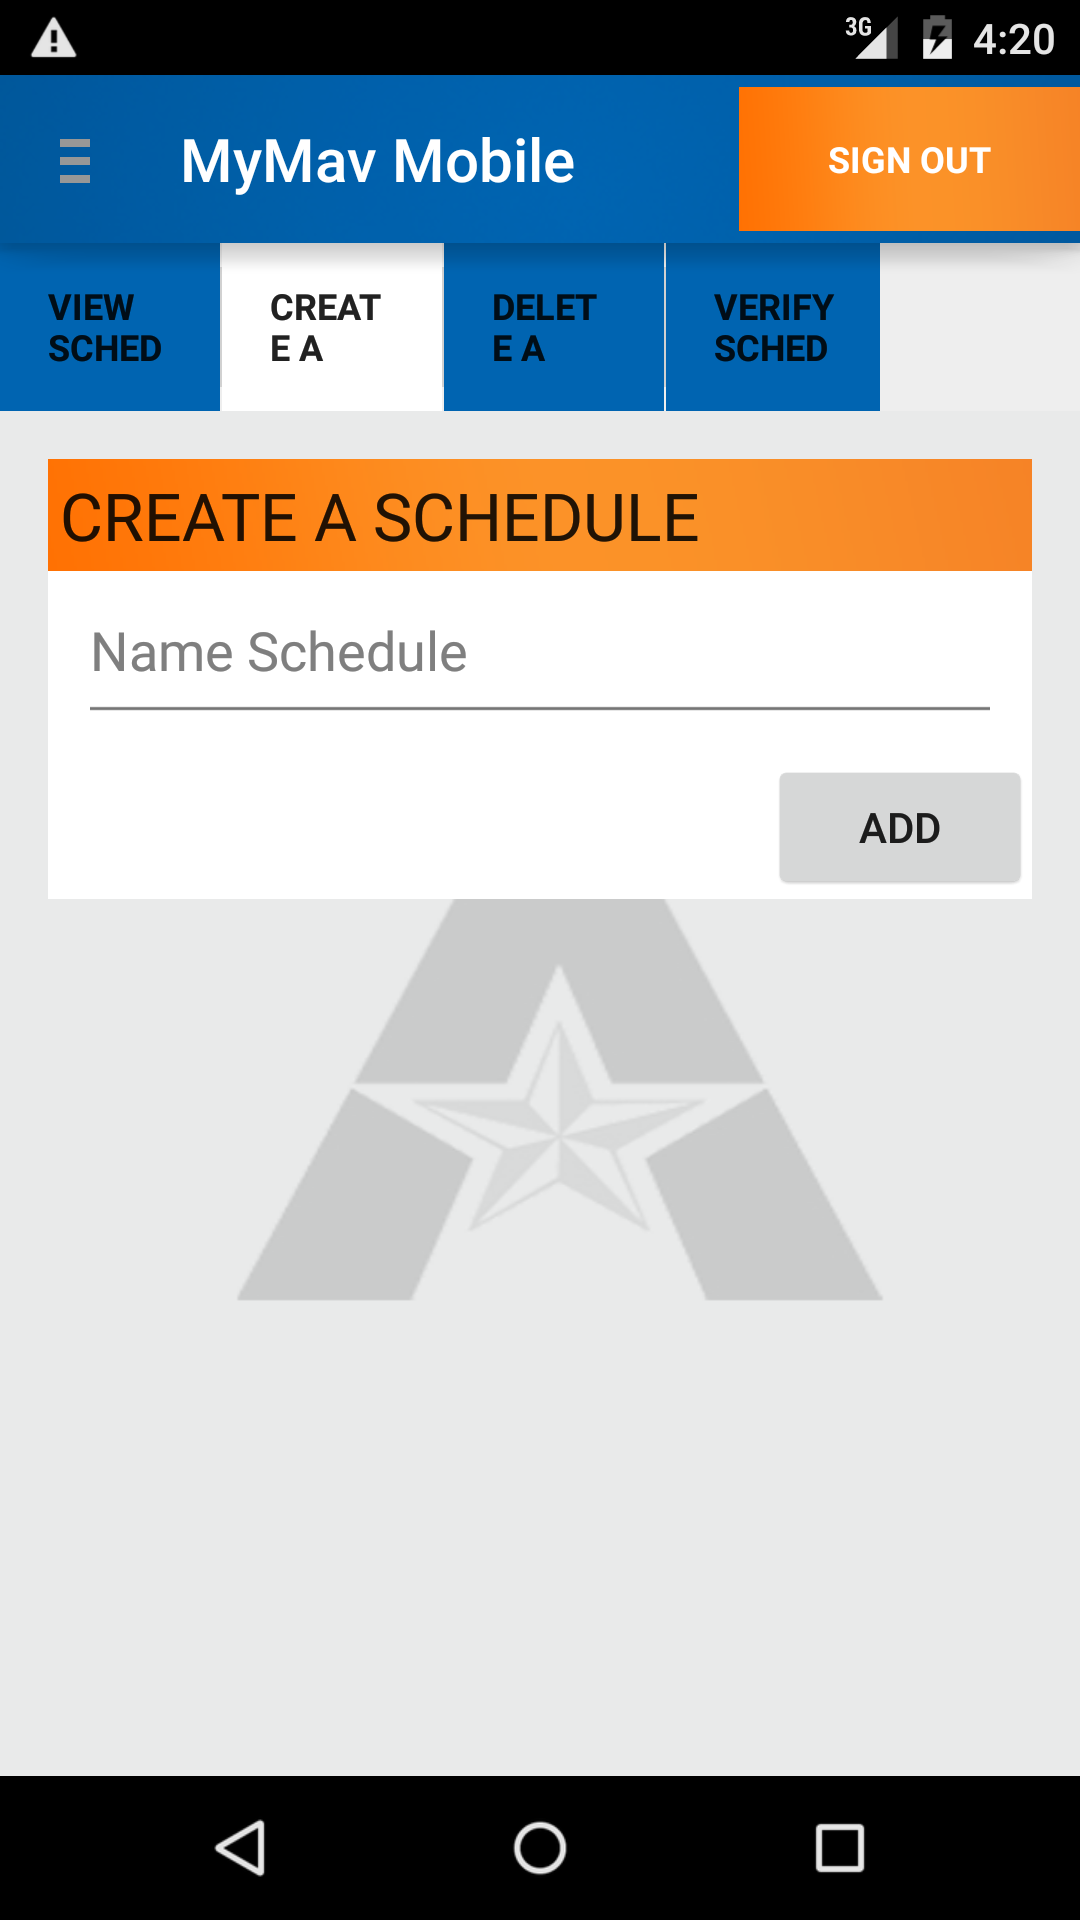 3G 4:20
MyMav Mobile
SIGN OUT
VIEW
SCHED
CREAT
E A
DELET
E A
VERIFY
SCHED
CREATE A SCHEDULE
Name Schedule
ADD